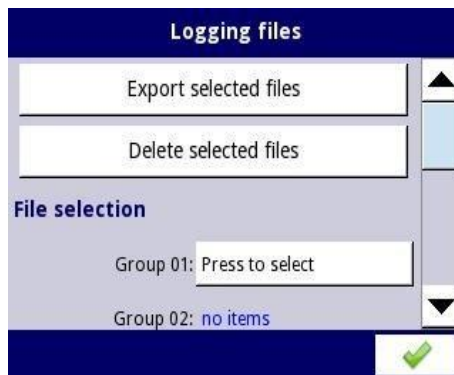 Logging files
Export selected files
Delete selected files
File selection
Group 01: Press to select
Group 02: no items